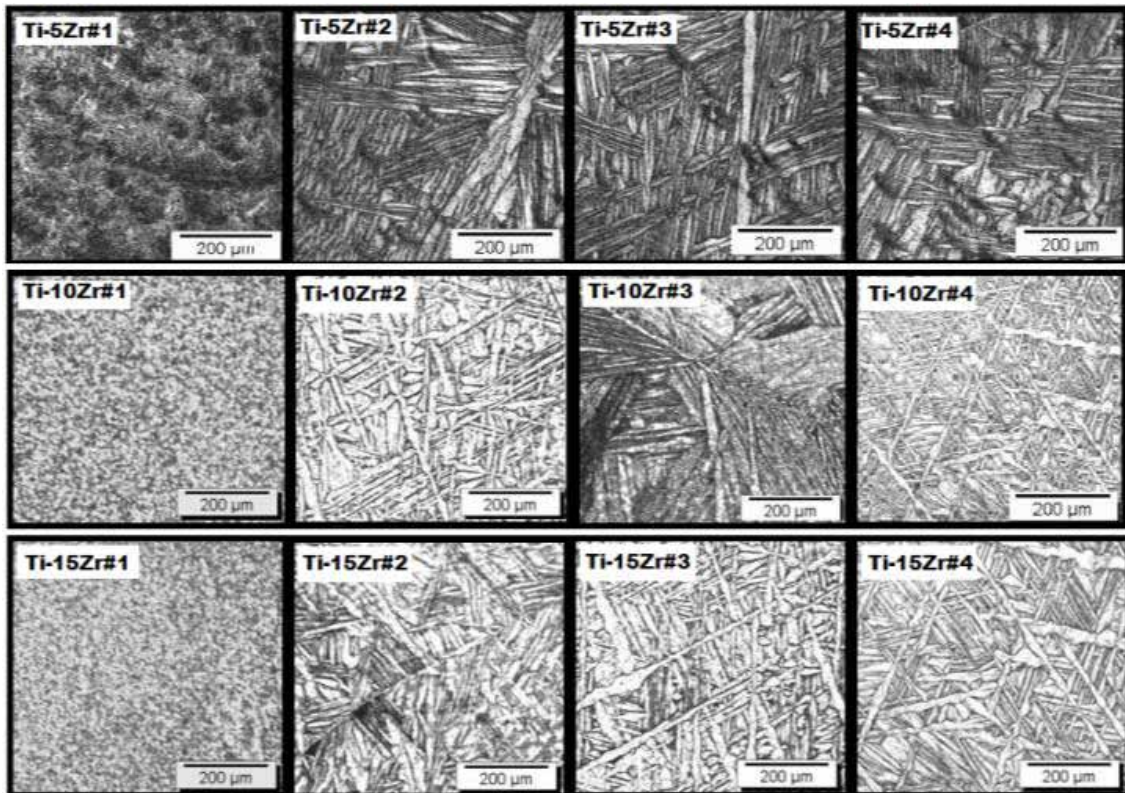 Ti-5Zr#1
Ti-5Zr#2
Ti-5Zr#3
Ti-5Zr#4
200 µm
200 µm
200 µm
200 µm
Ti-10Zr#1
Ti-10Zr#2
Ti-10Zr#3
Ti-10Zr#4
200 µm
200 µm
200 µm
200 µm
Ti-15Zr#1
Ti-15Zr#2
Ti-15Zr#3
Ti-15Zr#4
200 µm
200 µm
200 µm
200 µm